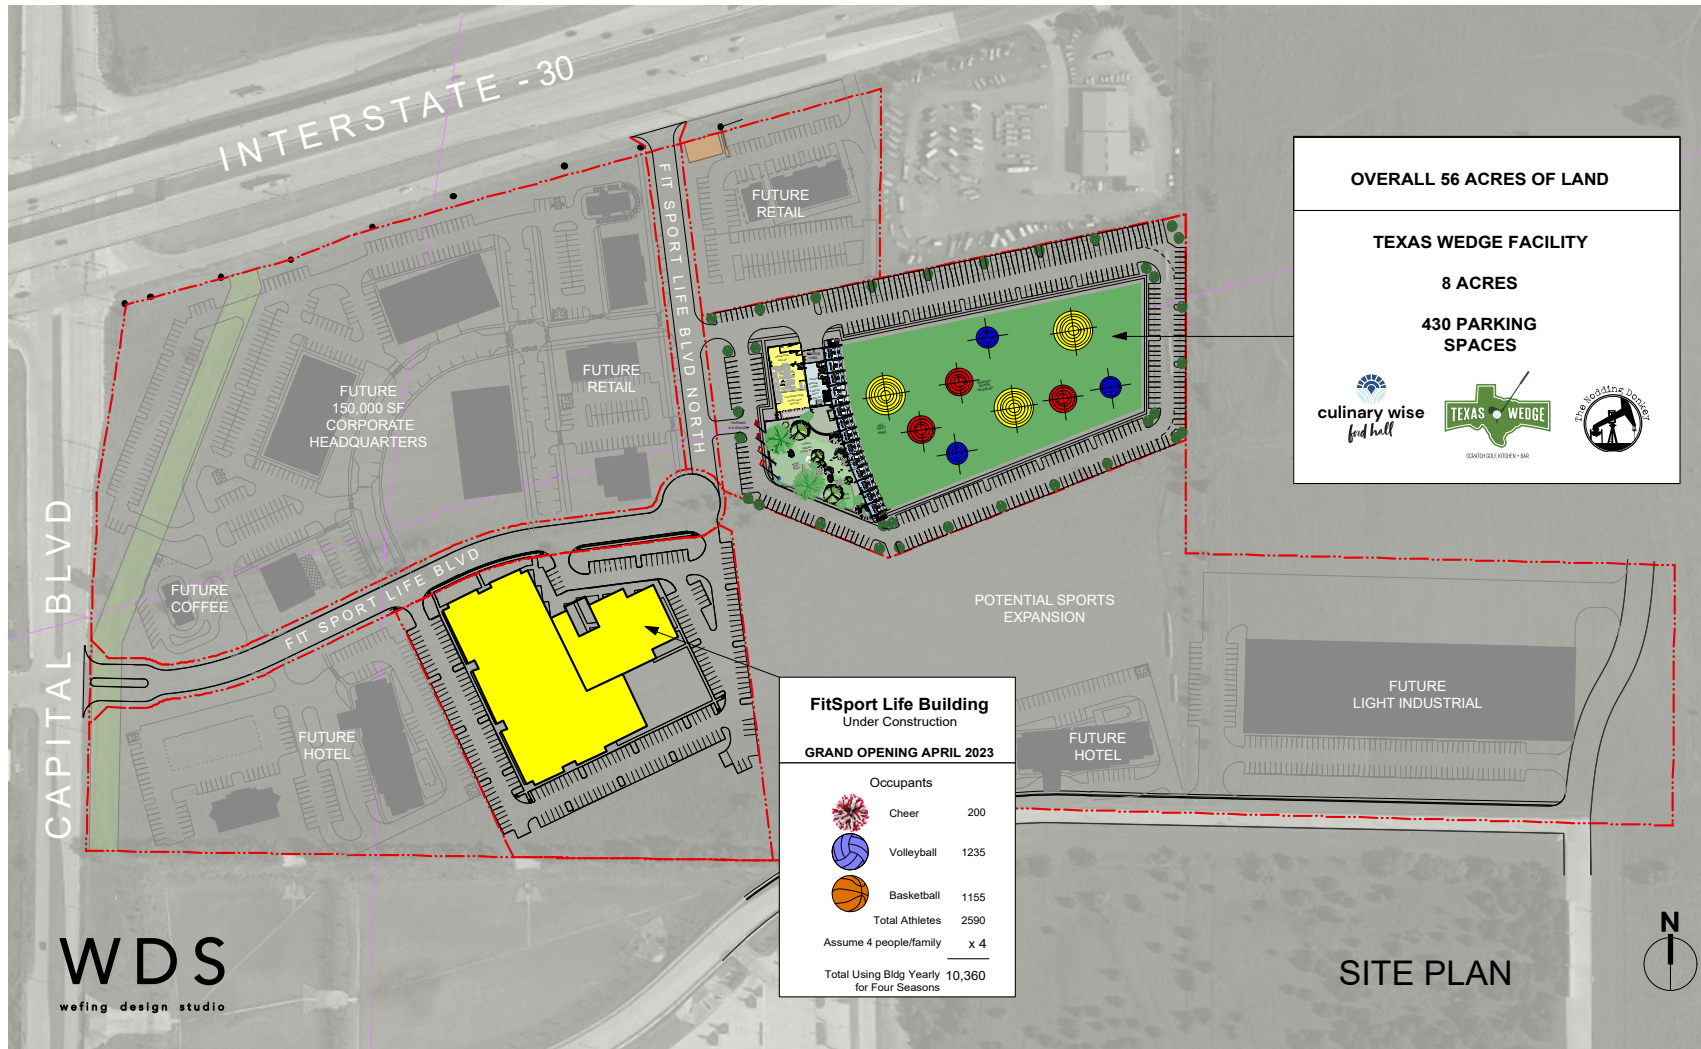 INTERSTATE - 30
FIT SPORT LIFE BLVD NORTH
FUTURE
RETAIL
OVERALL 56 ACRES OF LAND
TEXAS WEDGE FACILITY
8 ACRES
430 PARKING
SPACES
culinary wise
food hall
TEXAS WEDGE
SCRATCH GOLF KITCHEN + BAR
The Nodding Donkey
FUTURE
RETAIL
FUTURE
150,000 SF
CORPORATE
HEADQUARTERS
CAPITAL BLVD
FUTURE
COFFEE
FIT SPORT LIFE BLVD
POTENTIAL SPORTS
EXPANSION
FUTURE
HOTEL
FitSport Life Building
Under Construction
GRAND OPENING APRIL 2023
Occupants
Cheer 200
Volleyball 1235
Basketball 1155
Total Athletes 2590
Assume 4 people/family x 4
Total Using Bldg Yearly 10,360
for Four Seasons
FUTURE
HOTEL
FUTURE
LIGHT INDUSTRIAL
WDS
wefing design studio
SITE PLAN
N